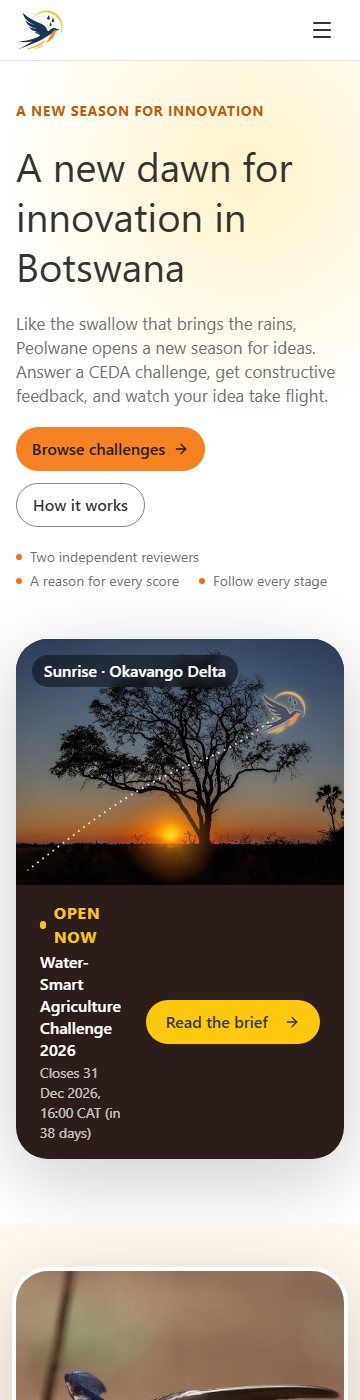 A NEW SEASON FOR INNOVATION
A new dawn for
innovation in
Botswana
Like the swallow that brings the rains,
Peolwane opens a new season for ideas.
Answer a CEDA challenge, get constructive
feedback, and watch your idea take flight.
Browse challenges →
How it works
• Two independent reviewers
• A reason for every score • Follow every stage
Sunrise · Okavango Delta
OPEN
NOW
Water-
Smart
Agriculture
Challenge
2026
Closes 31
Dec 2026,
16:00 CAT (in
38 days)
Read the brief →